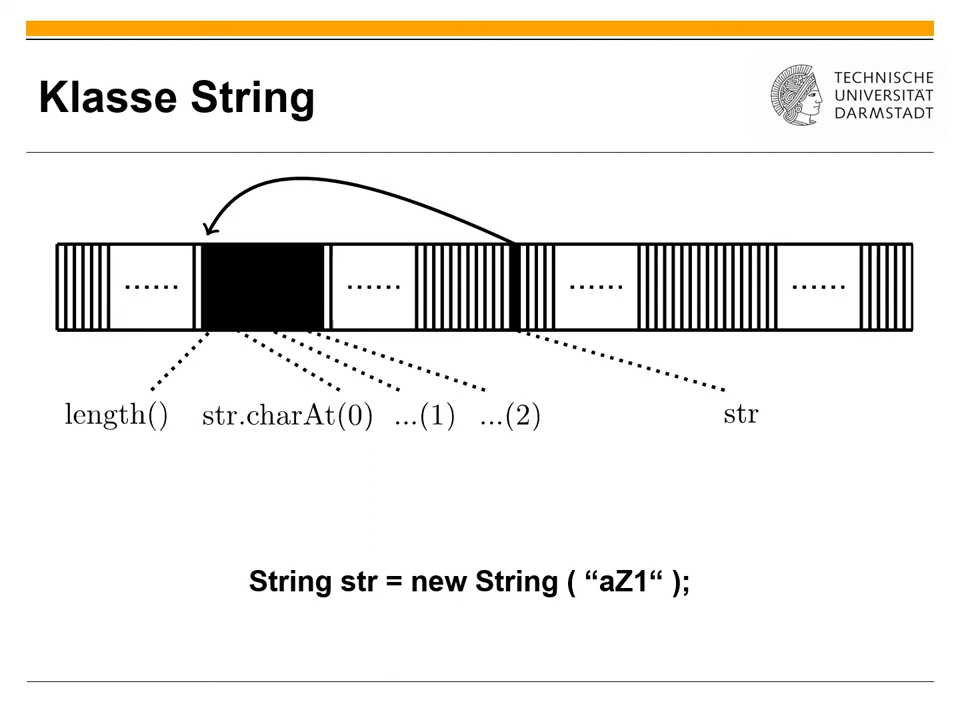 Klasse String
TECHNISCHE
UNIVERSITÄT
DARMSTADT
...... ...... ...... ......
length() str.charAt(0) ...(1) ...(2) str
String str = new String ( “aZ1“ );